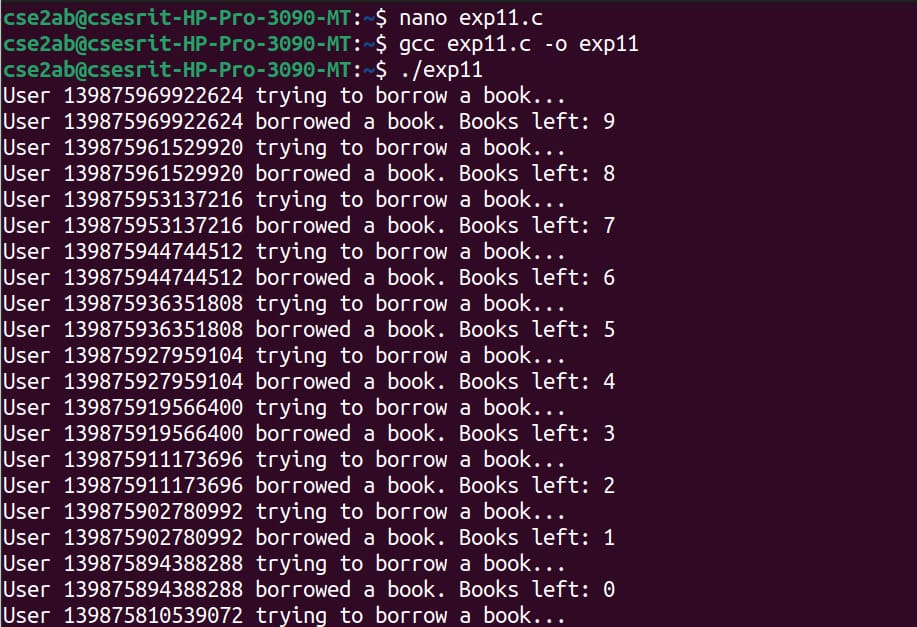 cse2ab@csesrit-HP-Pro-3090-MT:~$ nano exp11.c
cse2ab@csesrit-HP-Pro-3090-MT:~$ gcc exp11.c -o exp11
cse2ab@csesrit-HP-Pro-3090-MT:~$ ./exp11
User 139875969922624 trying to borrow a book...
User 139875969922624 borrowed a book. Books left: 9
User 139875961529920 trying to borrow a book...
User 139875961529920 borrowed a book. Books left: 8
User 139875953137216 trying to borrow a book...
User 139875953137216 borrowed a book. Books left: 7
User 139875944744512 trying to borrow a book...
User 139875944744512 borrowed a book. Books left: 6
User 139875936351808 trying to borrow a book...
User 139875936351808 borrowed a book. Books left: 5
User 139875927959104 trying to borrow a book...
User 139875927959104 borrowed a book. Books left: 4
User 139875919566400 trying to borrow a book...
User 139875919566400 borrowed a book. Books left: 3
User 139875911173696 trying to borrow a book...
User 139875911173696 borrowed a book. Books left: 2
User 139875902780992 trying to borrow a book...
User 139875902780992 borrowed a book. Books left: 1
User 139875894388288 trying to borrow a book...
User 139875894388288 borrowed a book. Books left: 0
User 139875810539072 trying to borrow a book...